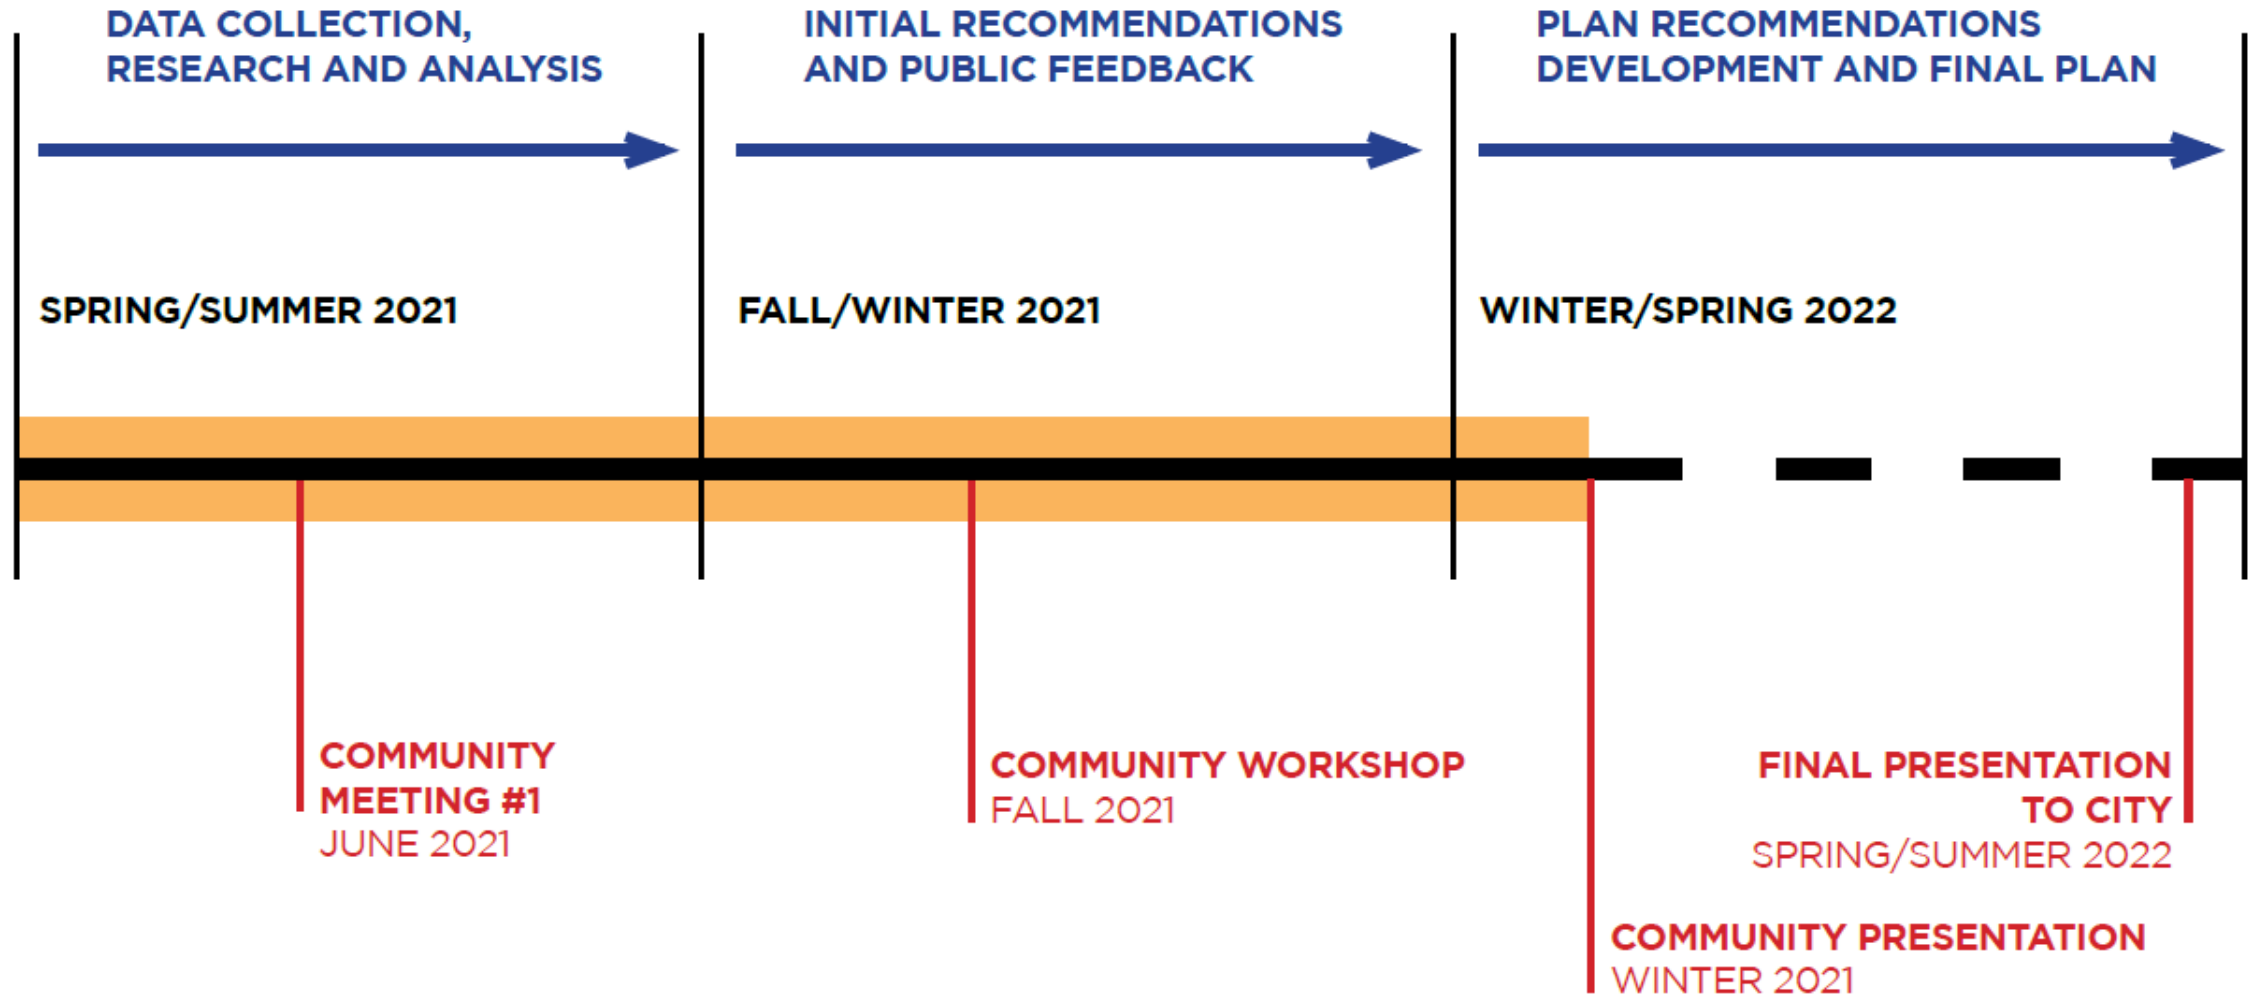 DATA COLLECTION,
RESEARCH AND ANALYSIS
INITIAL RECOMMENDATIONS
AND PUBLIC FEEDBACK
PLAN RECOMMENDATIONS
DEVELOPMENT AND FINAL PLAN
SPRING/SUMMER 2021
FALL/WINTER 2021
WINTER/SPRING 2022
COMMUNITY
MEETING #1
JUNE 2021
COMMUNITY WORKSHOP
FALL 2021
FINAL PRESENTATION
TO CITY
SPRING/SUMMER 2022
COMMUNITY PRESENTATION
WINTER 2021